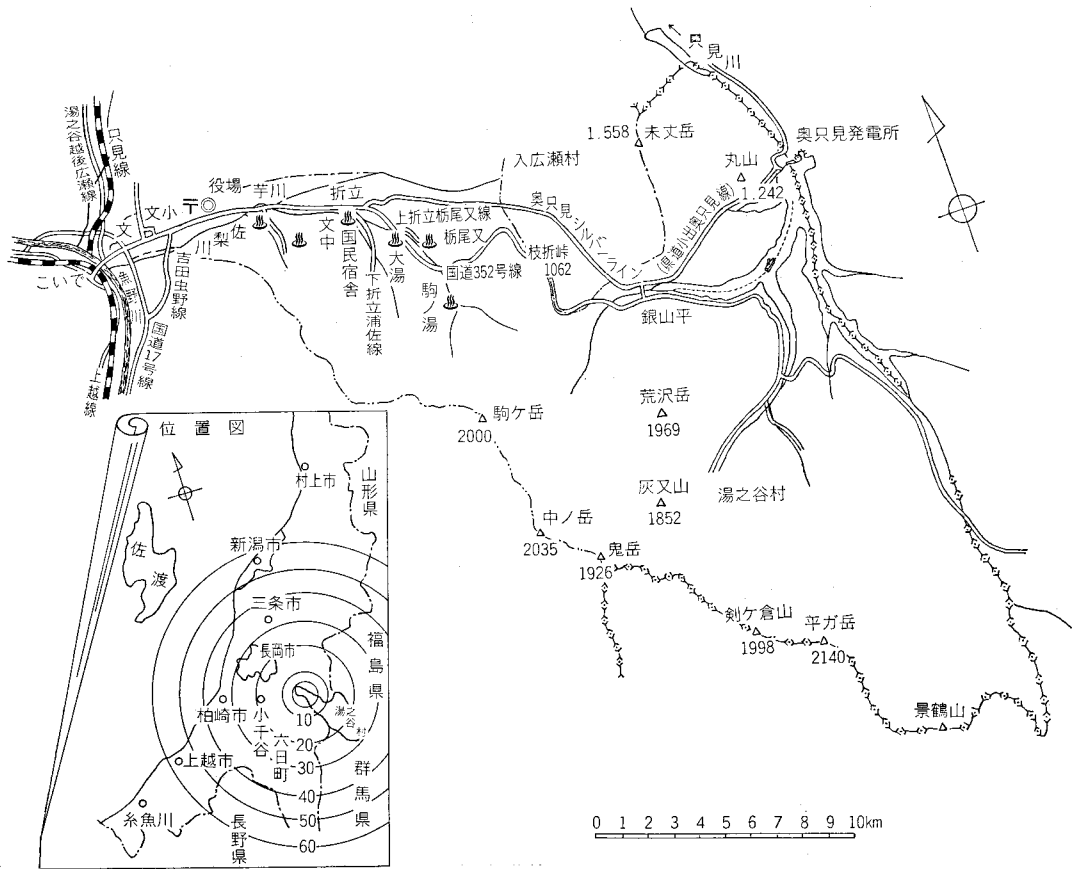 只見川
湯之谷越後広瀬線
只見線
1.558
未丈岳
奥只見発電所
入広瀬村
丸山
1.242
役場
芋川
折立
〒
文小
文
上折立栃尾又線
奥只見シルバーライン
(県道小出奥只見線)
佐梨川
文中
国民宿舎
大湯
栃尾又
枝折峠
1062
国道352号線
こいで
吉田虫野線
下折立浦佐線
駒ノ湯
銀山平
国道17号線
上越線
駒ケ岳
2000
荒沢岳
1969
灰又山
1852
湯之谷村
中ノ岳
2035
鬼岳
1926
剣ケ倉山
1998
平ガ岳
2140
景鶴山
0 1 2 3 4 5 6 7 8 9 10km
位置図
村上市
山形県
佐渡
新潟市
三条市
長岡市
福島県
柏崎市
小千谷
湯之谷村
六日町
上越市
糸魚川
長野県
群馬県
10
20
30
40
50
60